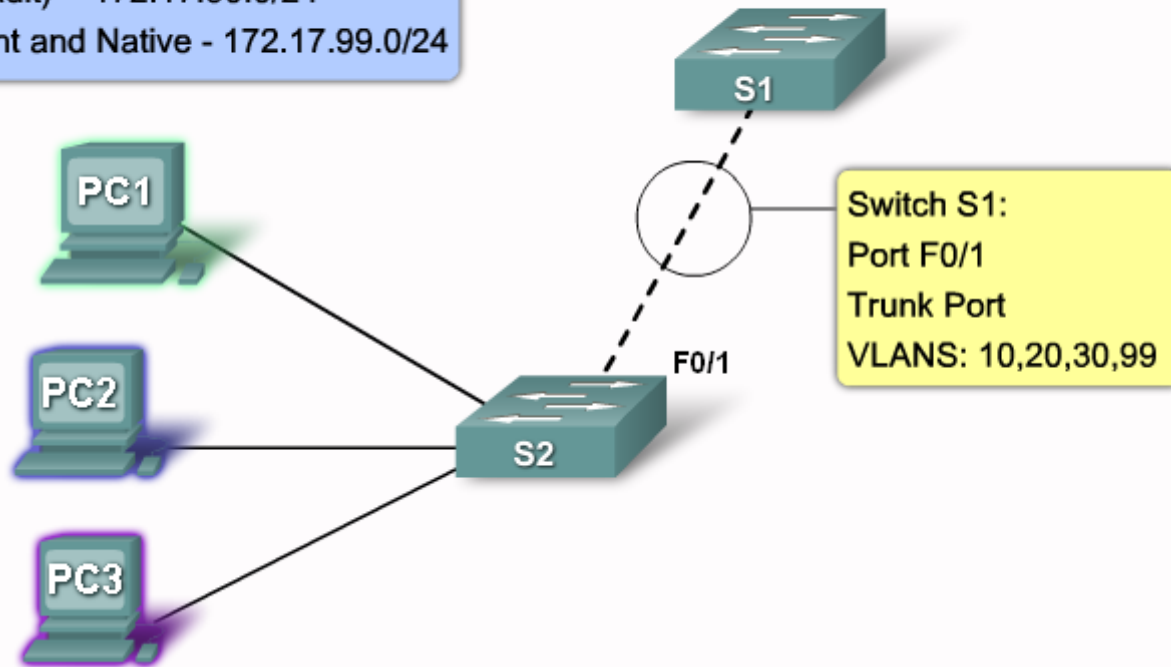 nt and Native - 172.17.99.0/24
S1
PC1
Switch S1:
Port F0/1
Trunk Port
VLANS: 10,20,30,99
F0/1
PC2
S2
PC3